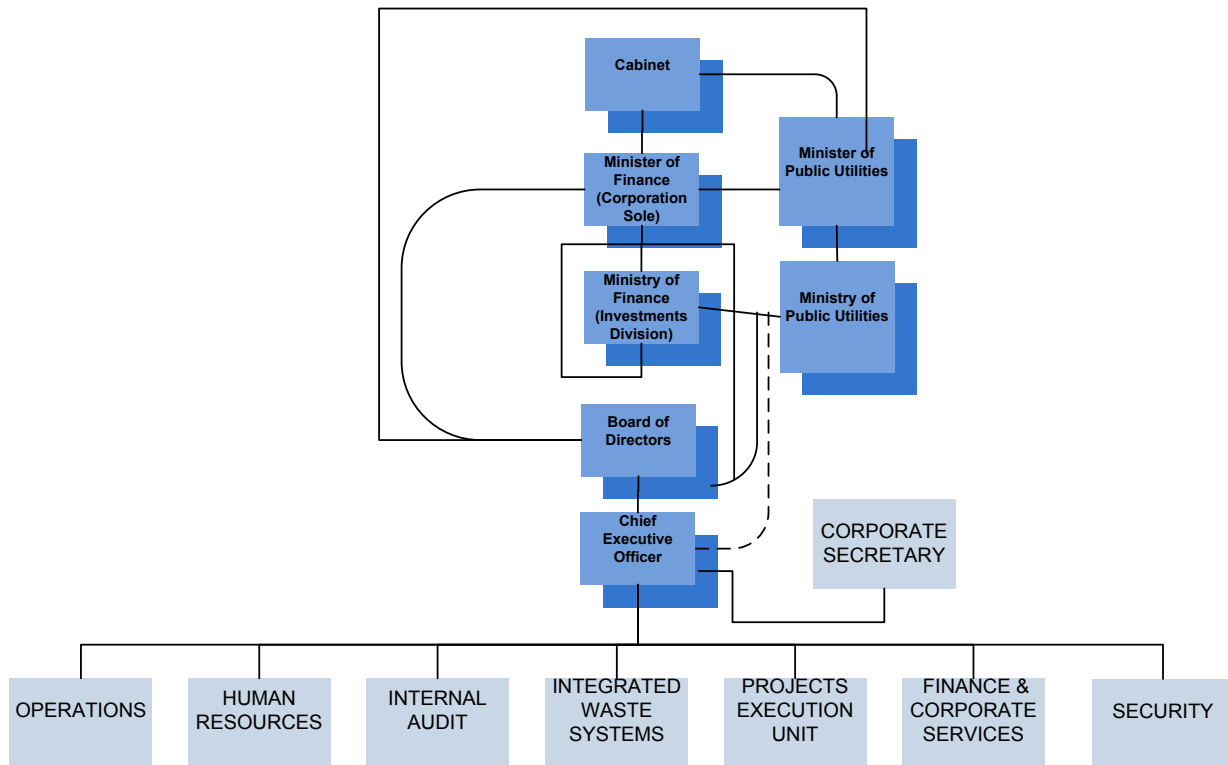 Cabinet
Minister of
Finance
(Corporation
Sole)
Minister of
Public Utilities
Ministry of
Finance
(Investments
Division)
Ministry of
Public Utilities
Board of
Directors
Chief
Executive
Officer
CORPORATE
SECRETARY
OPERATIONS
HUMAN
RESOURCES
INTERNAL
AUDIT
INTEGRATED
WASTE
SYSTEMS
PROJECTS
EXECUTION
UNIT
FINANCE &
CORPORATE
SERVICES
SECURITY